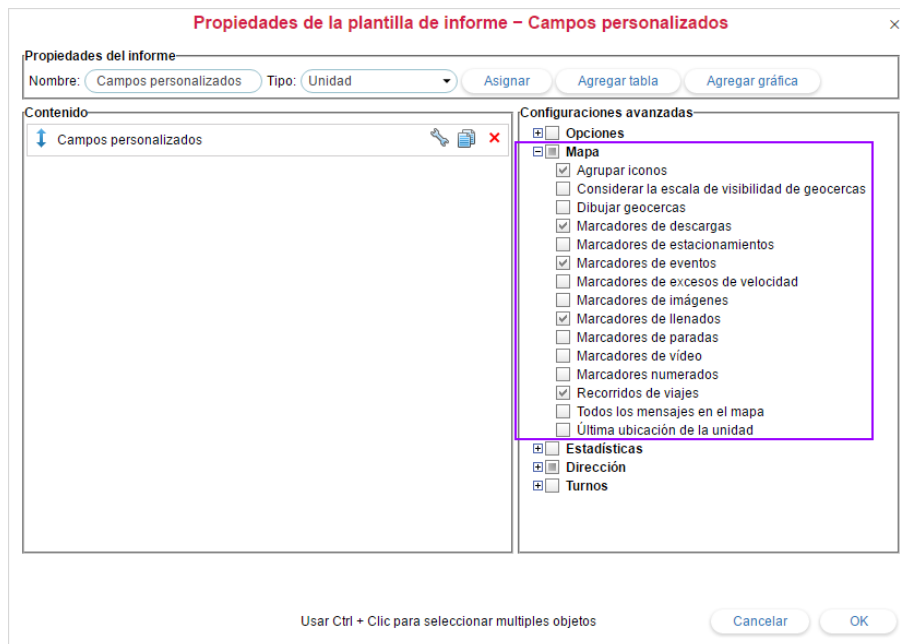 Propiedades de la plantilla de informe – Campos personalizados
Propiedades del informe
Nombre: Campos personalizados Tipo: Unidad Asignar Agregar tabla Agregar gráfica
Contenido
Campos personalizados
Configuraciones avanzadas
Opciones
Mapa
Agrupar iconos
Considerar la escala de visibilidad de geocercas
Dibujar geocercas
Marcadores de descargas
Marcadores de estacionamientos
Marcadores de eventos
Marcadores de excesos de velocidad
Marcadores de imágenes
Marcadores de llenados
Marcadores de paradas
Marcadores de vídeo
Marcadores numerados
Recorridos de viajes
Todos los mensajes en el mapa
Última ubicación de la unidad
Estadísticas
Dirección
Turnos
Usar Ctrl + Clic para seleccionar multiples objetos Cancelar OK